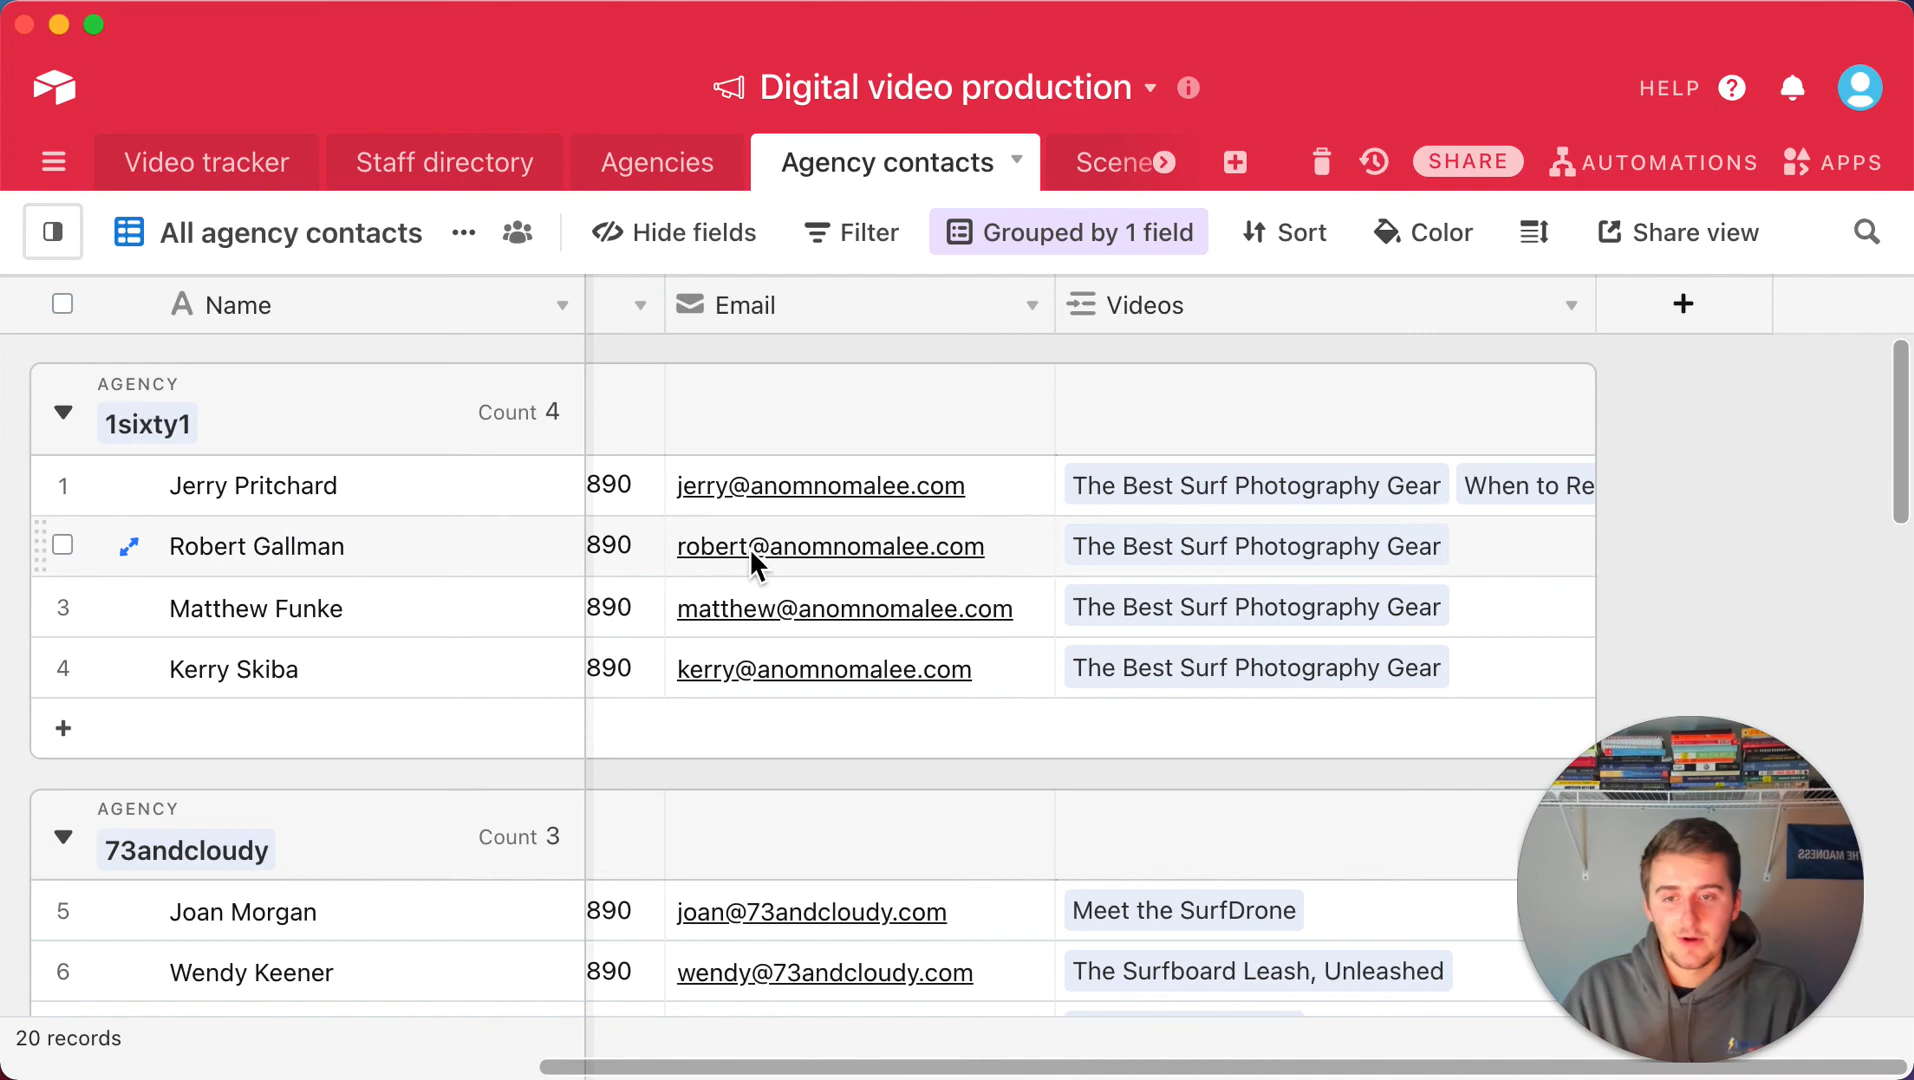 Digital video production
HELP
Video tracker
Staff directory
Agencies
Agency contacts
Scene
SHARE
AUTOMATIONS
APPS
All agency contacts
Hide fields
Filter
Grouped by 1 field
Sort
Color
Share view
Name
Email
Videos
AGENCY
1sixty1
Count 4
1 Jerry Pritchard 890 jerry@anomnomalee.com The Best Surf Photography Gear When to Re
Robert Gallman 890 robert@anomnomalee.com The Best Surf Photography Gear
3 Matthew Funke 890 matthew@anomnomalee.com The Best Surf Photography Gear
4 Kerry Skiba 890 kerry@anomnomalee.com The Best Surf Photography Gear
AGENCY
73andcloudy
Count 3
5 Joan Morgan 890 joan@73andcloudy.com Meet the SurfDrone
6 Wendy Keener 890 wendy@73andcloudy.com The Surfboard Leash, Unleashed
20 records
THE MADNESS